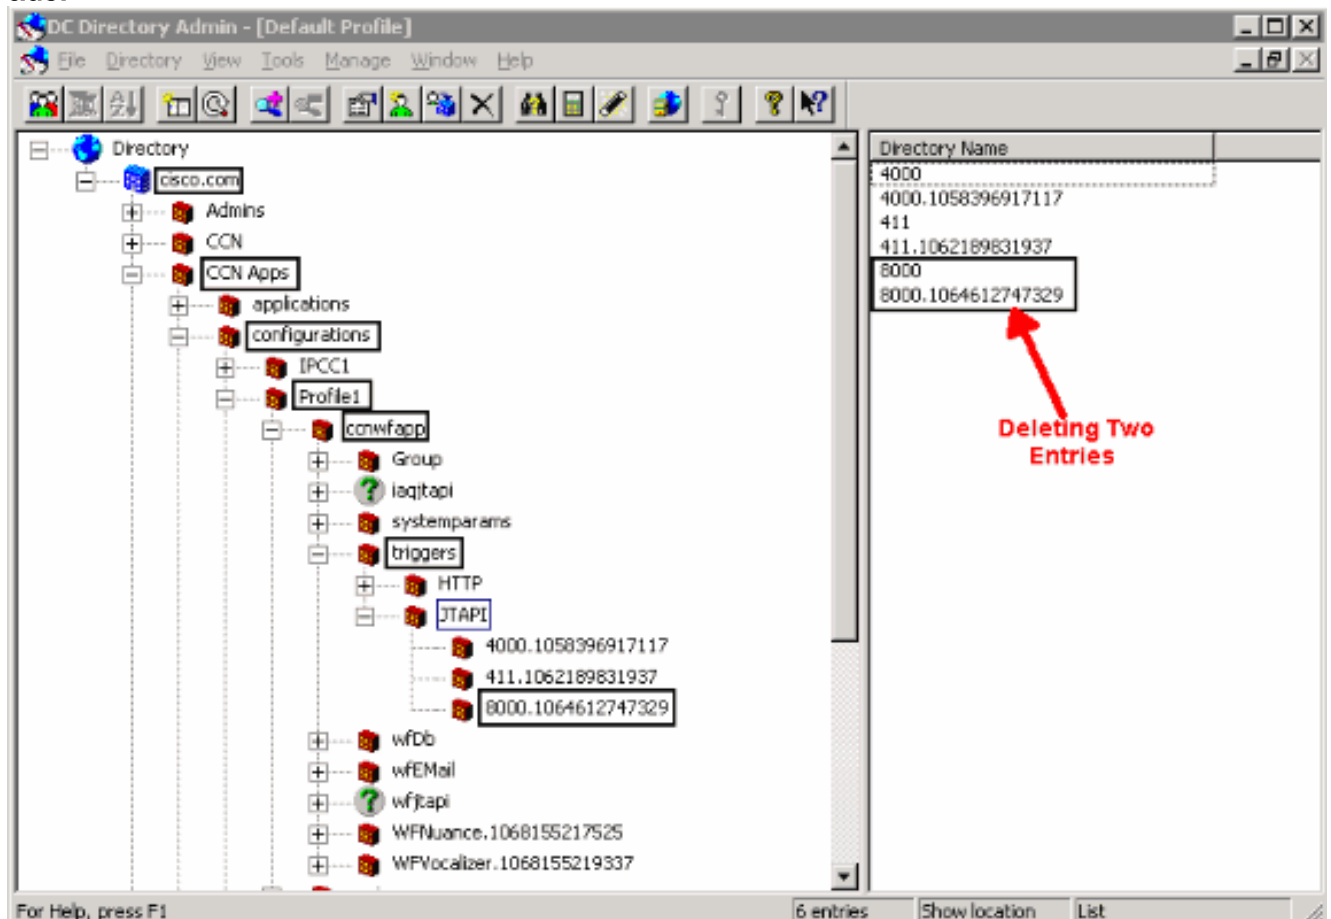 DC Directory Admin - [Default Profile]
File Directory View Tools Manage Window Help
Directory
cisco.com
Admins
CCN
CCN Apps
applications
configurations
IPCC1
Profile1
ccnwfapp
Group
iaqjtapi
systemparams
triggers
HTTP
JTAPI
4000.1058396917117
411.1062189831937
8000.1064612747329
wfDb
wfEMail
wfjtapi
WFNuance.1068155217525
WFVocalizer.1068155219337
Directory Name
4000
4000.1058396917117
411
411.1062189831937
8000
8000.1064612747329
Deleting Two
Entries
For Help, press F1
6 entries
Show location
List